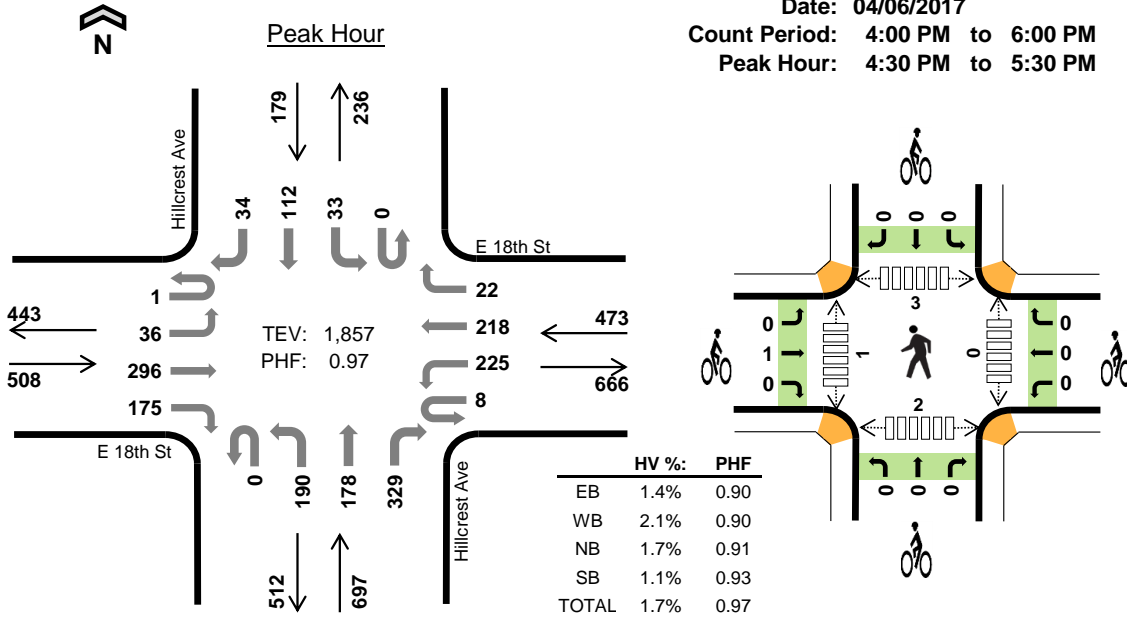 Date: 04/06/2017
Count Period: 4:00 PM to 6:00 PM
Peak Hour: 4:30 PM to 5:30 PM
N
Peak Hour
179
236
Hillcrest Ave
34
112
33
0
E 18th St
1
36
296
175
443
508
TEV: 1,857
PHF: 0.97
22
218
225
8
473
666
E 18th St
0
190
178
329
Hillcrest Ave
512
697
HV %: PHF
EB 1.4% 0.90
WB 2.1% 0.90
NB 1.7% 0.91
SB 1.1% 0.93
TOTAL 1.7% 0.97
0 0 0
3
0
1
0
1
0
0
0
0
2
0 0 0